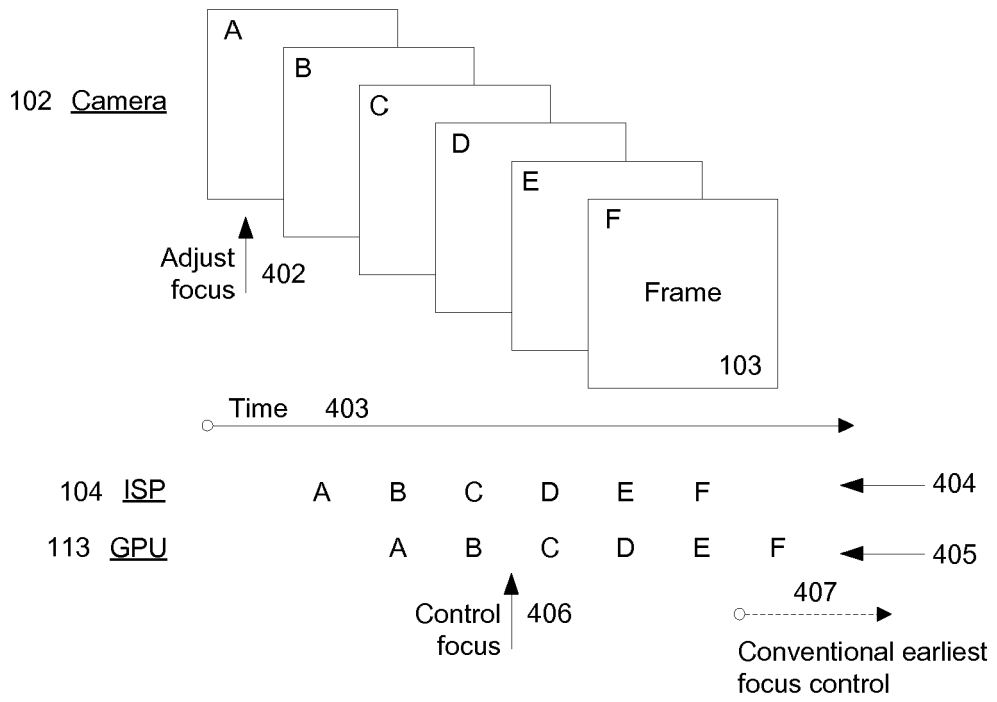 A
B
102 Camera
C
D
E
F
Adjust
focus
402
Frame
103
Time 403
104 ISP A B C D E F 404
113 GPU A B C D E F 405
Control
focus
406
407
Conventional earliest
focus control